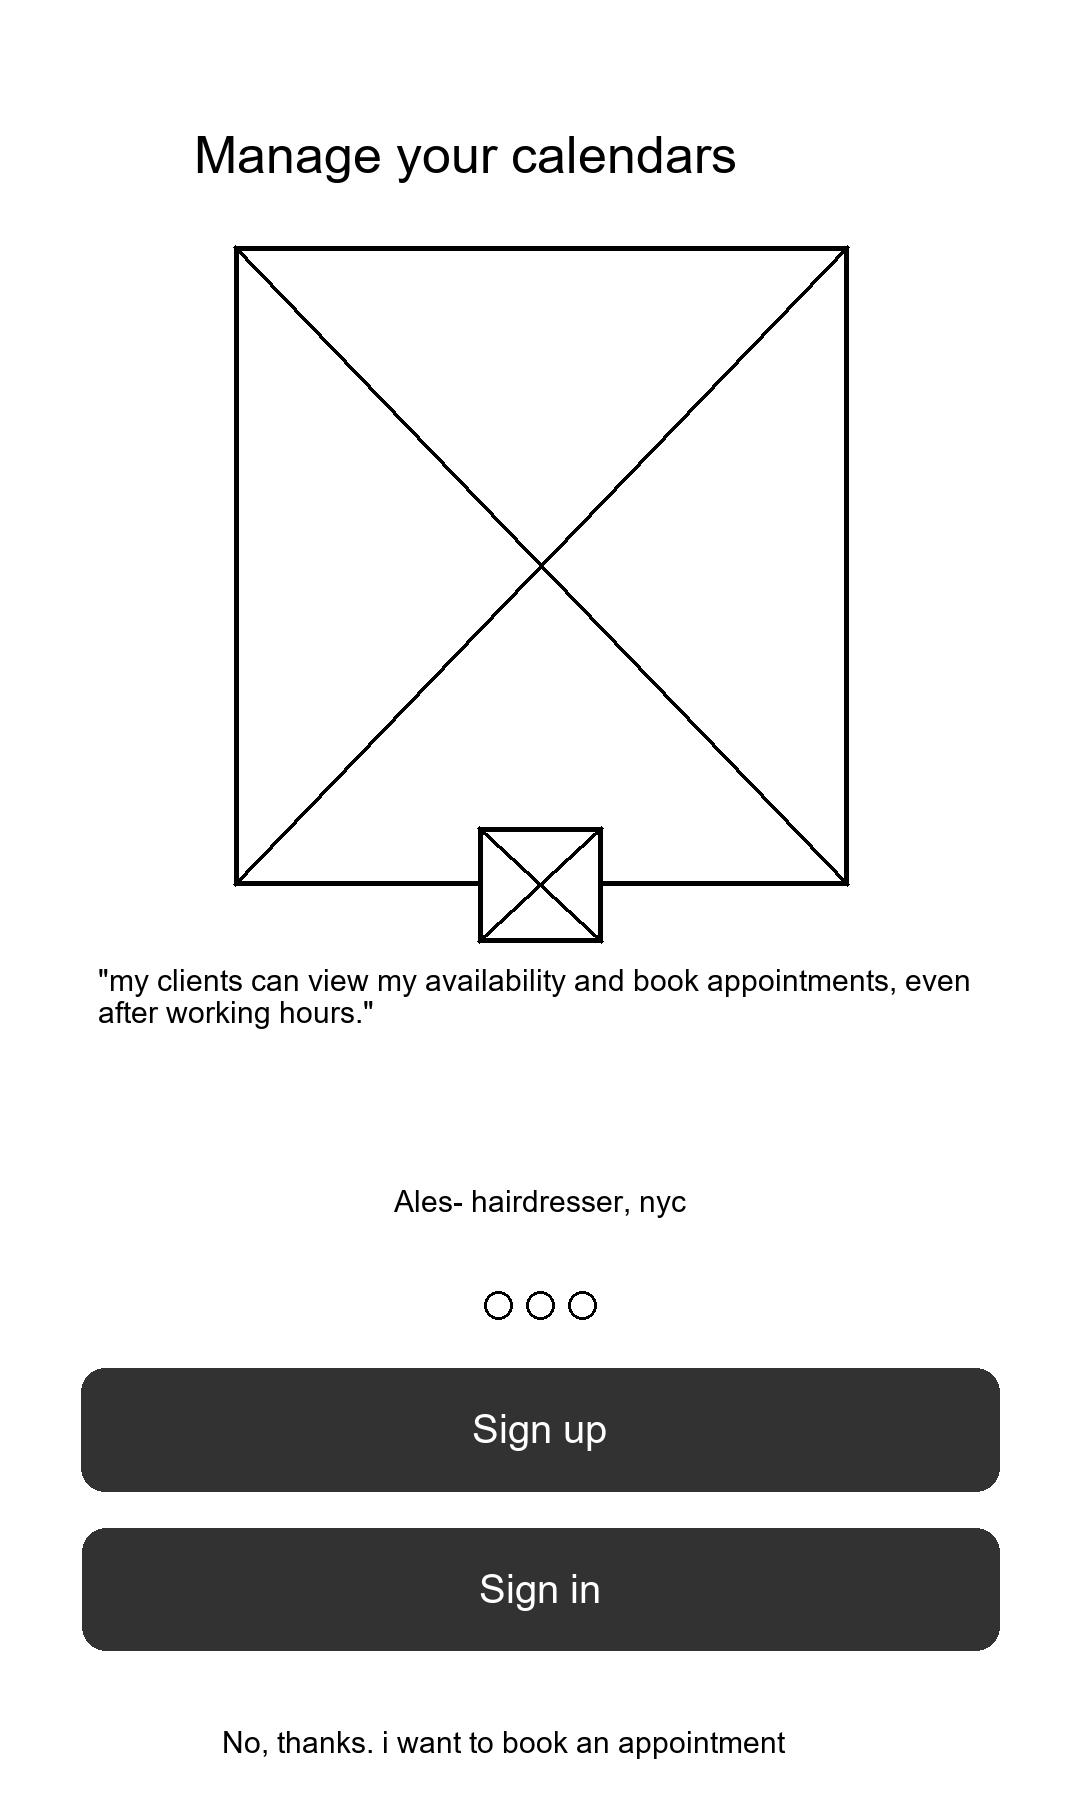 Manage your calendars
"my clients can view my availability and book appointments, even
after working hours."
Ales- hairdresser, nyc
Sign up
Sign in
No, thanks. i want to book an appointment